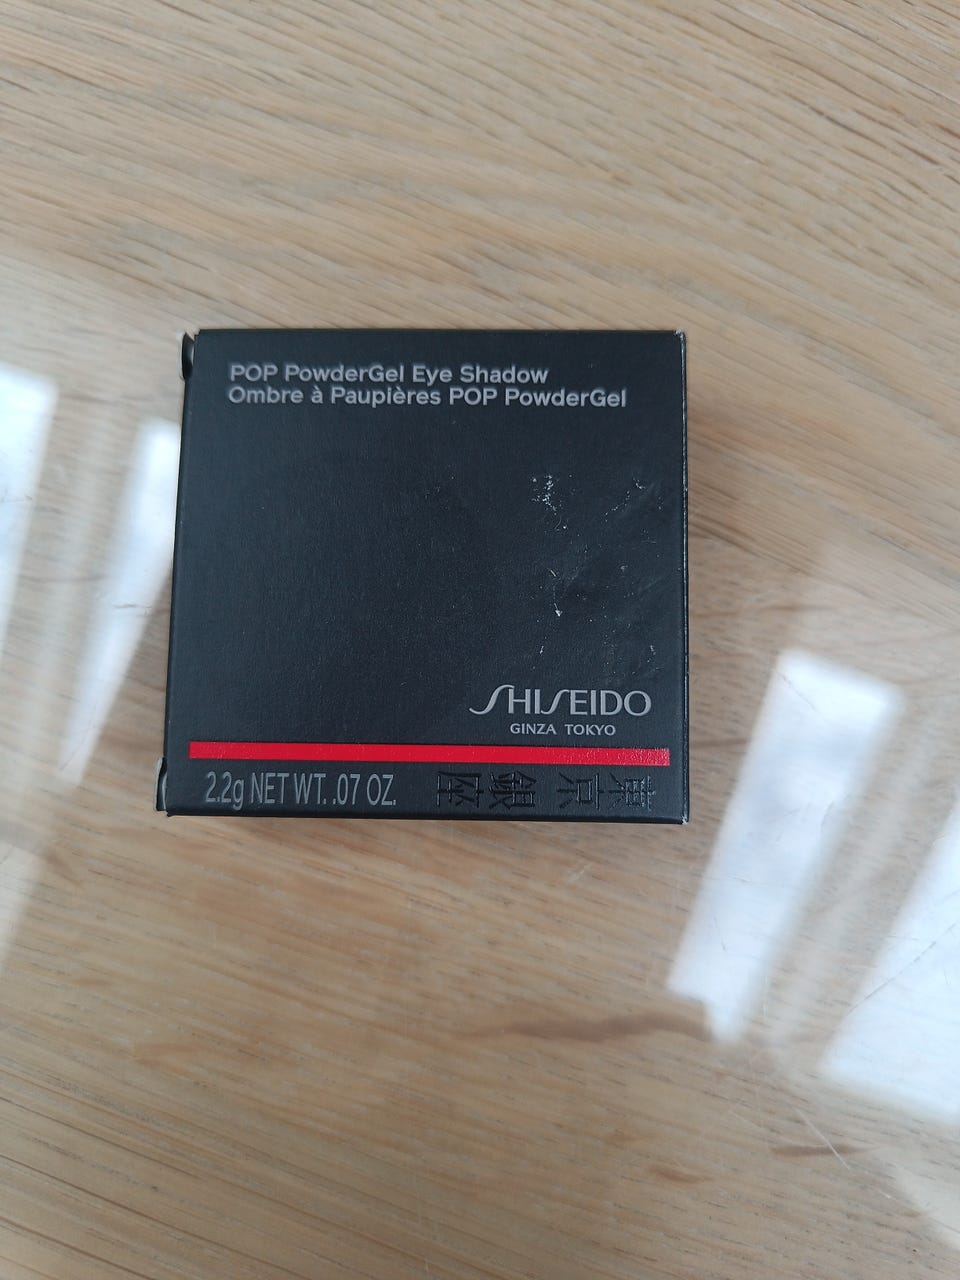 POP PowderGel Eye Shadow
Ombre à Paupières POP PowderGel
SHISEIDO
GINZA TOKYO
2.2g NET WT. .07 OZ.
東京銀座